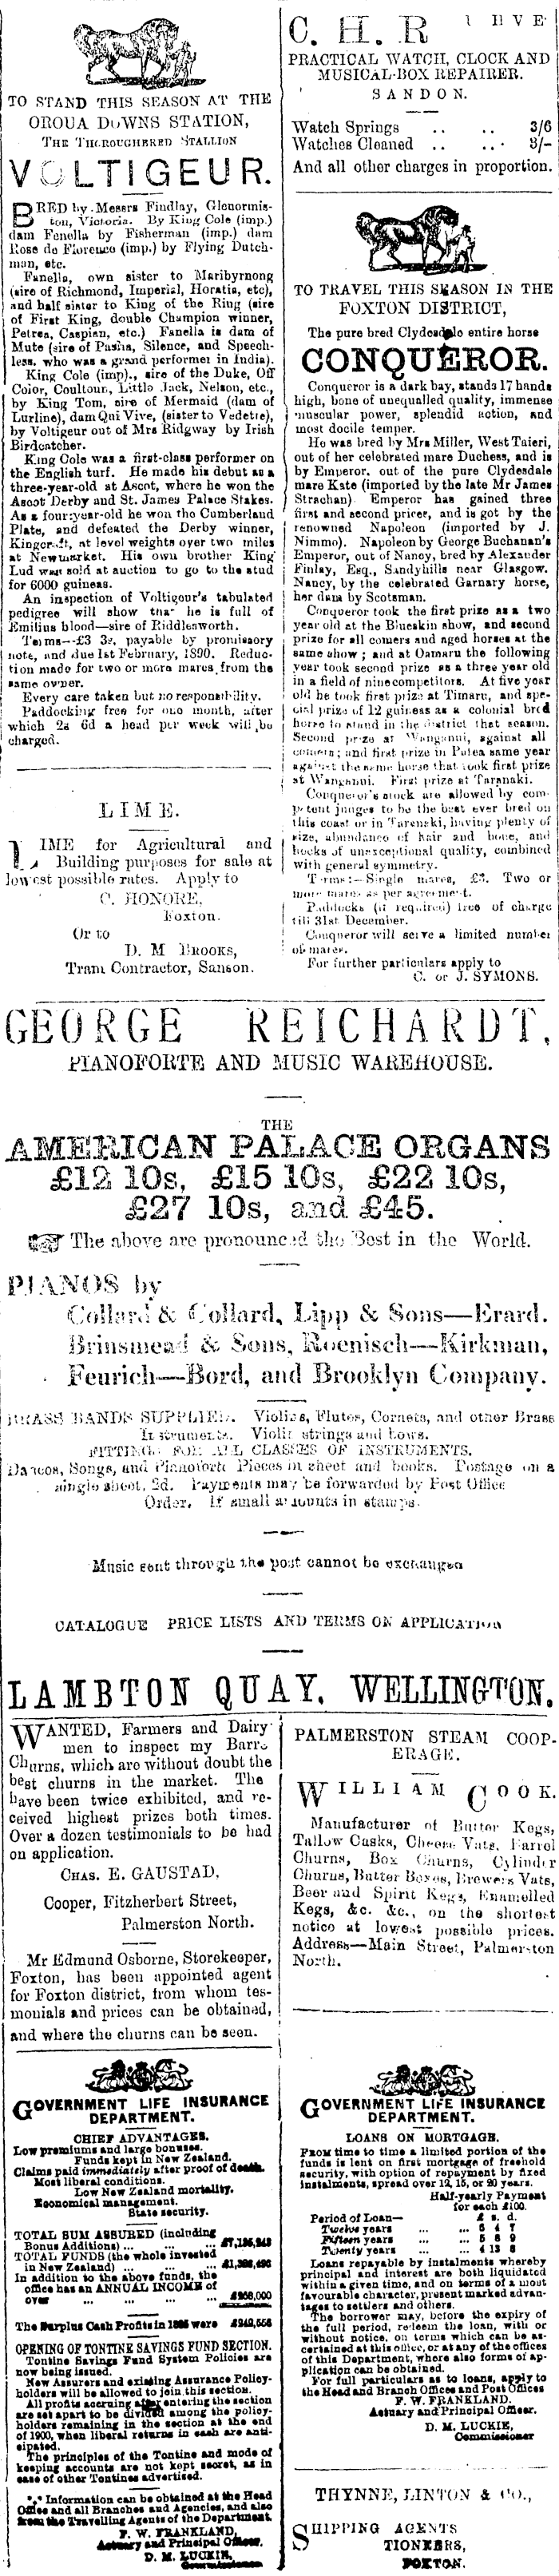 TO STAND THIS SEASON AT THE
OROUA DOWNS STATION,
THE THOROUGHBRED STALLION
VOLTIGEUR.
BRED by Messrs Findlay, Glenormis-
ton, Victoria. By King Cole (imp.)
dam Fenella by Fisherman (imp.) dam
Rose de Florence (imp.) by Flying Dutch-
man, etc.
Fanella, own sister to Maribyrnong
(sire of Richmond, Imperial, Horatia, etc),
and half sister to King of the Ring (sire
of First King, double Champion winner,
Petrea, Caspian, etc.) Fanella is dam of
Mute (sire of Pasha, Silence, and Speech-
less, who was a grand performer in India).
King Cole (imp)., sire of the Duke, Off
Color, Coultour, Little Jack, Nelson, etc.,
by King Tom, sire of Mermaid (dam of
Lurline), dam Qui Vive, (sister to Vedette),
by Voltigeur out of Mrs Ridgway by Irish
Birdcatcher.
King Cole was a first-class performer on
the English turf. He made his debut as a
three-year-old at Ascot, where he won the
Ascot Derby and St. James Palace Stakes.
As a four-year-old he won the Cumberland
Plate, and defeated the Derby winner,
Kingcraft, at level weights over two miles
at Newmarket. His own brother King
Lud was sold at auction to go to the stud
for 6000 guineas.
An inspection of Voltigeur's tabulated
pedigree will show that he is full of
Emilius blood—sire of Riddlesworth.
Terms—£3 3s, payable by promissory
note, and due 1st February, 1890. Reduc-
tion made for two or more mares from the
same owner.
Every care taken but no responsibility.
Paddocking free for one month, after
which 2s 6d a head per week will be
charged.
LIME.
LIME for Agricultural and
Building purposes for sale at
lowest possible rates. Apply to
C. HONORE,
Foxton.
Or to
D. M BROOKS,
Tram Contractor, Sanson.
C. H. R
PRACTICAL WATCH, CLOCK AND
MUSICAL-BOX REPAIRER.
SANDON.
Watch Springs .. .. 3/6
Watches Cleaned .. .. 3/-
And all other charges in proportion.
TO TRAVEL THIS SEASON IN THE
FOXTON DISTRICT,
The pure bred Clydesdale entire horse
CONQUEROR.
Conqueror is a dark bay, stands 17 hands
high, bone of unequalled quality, immense
muscular power, splendid action, and
most docile temper.
He was bred by Mrs Miller, West Taieri,
out of her celebrated mare Duchess, and is
by Emperor, out of the pure Clydesdale
mare Kate (imported by the late Mr James
Strachan) Emperor has gained three
first and second prizes, and is got by the
renowned Napoleon (imported by J.
Nimmo). Napoleon by George Buchanan's
Emperor, out of Nancy, bred by Alexander
Finlay, Esq., Sandyhills near Glasgow.
Nancy, by the celebrated Garnary horse,
her dam by Scotsman.
Conqueror took the first prize as a two
year old at the Blueskin show, and second
prize for all comers and aged horses at the
same show; and at Oamaru the following
year took second prize as a three year old
in a field of nine competitors. At five year
old he took first prize at Timaru, and spe-
cial prize of 12 guineas as a colonial bred
horse to stand in the district that season.
Second prize at Wanganui, against all
comers; and first prize in Patea same year
against the same horse that took first prize
at Wanganui. First prize at Taranaki.
Conqueror's stock are allowed by com-
petent judges to be the best ever bred on
this coast or in Taranaki, having plenty of
size, abundance of hair and bone, and
hocks of unexceptional quality, combined
with general symmetry.
Terms:—Single mares, £3. Two or
more mares as per agreement.
Paddocks (if required) free of charge
till 31st December.
Conqueror will serve a limited number
of mares.
For further particulars apply to
C. or J. SYMONS.
GEORGE REICHARDT,
PIANOFORTE AND MUSIC WAREHOUSE.
THE
AMERICAN PALACE ORGANS
£12 10s, £15 10s, £22 10s,
£27 10s, and £45.
The above are pronounced the Best in the World.
PIANOS by
Collard & Collard, Lipp & Sons—Erard.
Brinsmead & Sons, Roenisch—Kirkman,
Feurich—Bord, and Brooklyn Company.
BRASS BANDS SUPPLIED. Violins, Flutes, Cornets, and other Brass
Instruments. Violin strings and bows.
FITTINGS FOR ALL CLASSES OF INSTRUMENTS.
Dances, Songs, and Pianoforte Pieces in sheet and books. Postage on a
single sheet, 2d. Payments may be forwarded by Post Office
Order, if small amounts in stamps.
Music sent through the post cannot be exchanged
CATALOGUE PRICE LISTS AND TERMS ON APPLICATION
LAMBTON QUAY, WELLINGTON.
WANTED, Farmers and Dairy
men to inspect my Barrel
Churns, which are without doubt the
best churns in the market. The
have been twice exhibited, and re-
ceived highest prizes both times.
Over a dozen testimonials to be had
on application.
CHAS. E. GAUSTAD,
Cooper, Fitzherbert Street,
Palmerston North.
Mr Edmund Osborne, Storekeeper,
Foxton, has been appointed agent
for Foxton district, from whom tes-
monials and prices can be obtained,
and where the churns can be seen.
PALMERSTON STEAM COOP-
ERAGE.
WILLIAM COOK.
Manufacturer of Butter Kegs,
Tallow Casks, Cheese Vats, Barrel
Churns, Box Churns, Cylinder
Churns, Butter Boxes, Brewers Vats,
Beer and Spirit Kegs, Enamelled
Kegs, &c. &c., on the shortest
notice at lowest possible prices.
Address—Main Street, Palmerston
North.
GOVERNMENT LIFE INSURANCE
DEPARTMENT.
CHIEF ADVANTAGES.
Low premiums and large bonuses.
Funds kept in New Zealand.
Claims paid immediately after proof of death.
Most liberal conditions.
Low New Zealand mortality.
Economical management.
State security.
TOTAL SUM ASSURED (including
Bonus Additions) ... ...
TOTAL FUNDS (the whole invested
in New Zealand) ...
In addition to the above funds, the
office has an ANNUAL INCOME of
over ... ... ...
The Surplus Cash Profits in were
OPENING OF TONTINE SAVINGS FUND SECTION.
Tontine Savings Fund System Policies are
now being issued.
New Assurers and existing Assurance Policy-
holders will be allowed to join this section.
All profits accruing after entering the section
are set apart to be divided among the policy-
holders remaining in the section at the end
of 1900, when liberal returns in cash are anti-
cipated.
The principles of the Tontine and mode of
keeping accounts are not kept secret, as in
case of other Tontines advertised.
*** Information can be obtained at the Head
Office and all Branches and Agencies, and also
from the Travelling Agents of the Department.
F. W. FRANKLAND,
Actuary and Principal Officer.
D. M. LUCKIE,
Commissioner
GOVERNMENT LIFE INSURANCE
DEPARTMENT.
LOANS ON MORTGAGE.
FROM time to time a limited portion of the
funds is lent on first mortgage of freehold
security, with option of repayment by fixed
instalments, spread over 12, 15, or 20 years.
Half-yearly Payment
for each £100.
Period of Loan— £ s. d.
Twelve years ... ... 6 4 7
Fifteen years ... ... 5 8 9
Twenty years ... ... 4 13 8
Loans repayable by instalments whereby
principal and interest are both liquidated
within a given time, and on terms of a most
favourable character, present marked advan-
tages to settlers and others.
The borrower may, before the expiry of
the full period, redeem the loan, with or
without notice, on terms which can be as-
certained at this office, or at any of the offices
of this Department, where also forms of ap-
plication can be obtained.
For full particulars as to loans, apply to
the Head and Branch Offices and Post Offices
F. W. FRANKLAND.
Actuary and Principal Officer.
D. M. LUCKIE,
Commissioner
THYNNE, LINTON & CO.,
SHIPPING AGENTS
FOXTON.